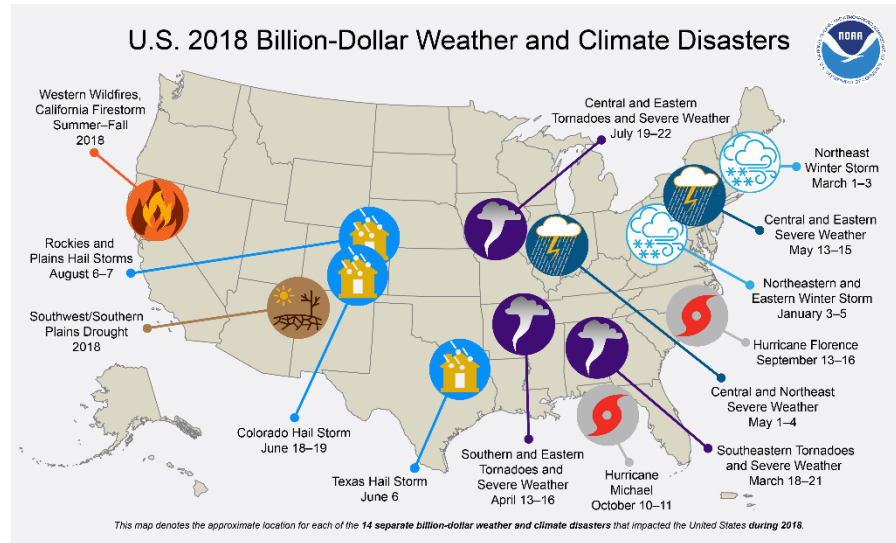 U.S. 2018 Billion-Dollar Weather and Climate Disasters
NOAA
Western Wildfires,
California Firestorm
Summer–Fall
2018
Central and Eastern
Tornadoes and Severe Weather
July 19–22
Northeast
Winter Storm
March 1–3
Central and Eastern
Severe Weather
May 13–15
Rockies and
Plains Hail Storms
August 6–7
Northeastern and
Eastern Winter Storm
January 3–5
Southwest/Southern
Plains Drought
2018
Hurricane Florence
September 13–16
Central and Northeast
Severe Weather
May 1–4
Colorado Hail Storm
June 18–19
Texas Hail Storm
June 6
Southern and Eastern
Tornadoes and
Severe Weather
April 13–16
Hurricane
Michael
October 10–11
Southeastern Tornadoes
and Severe Weather
March 18–21
This map denotes the approximate location for each of the 14 separate billion-dollar weather and climate disasters that impacted the United States during 2018.